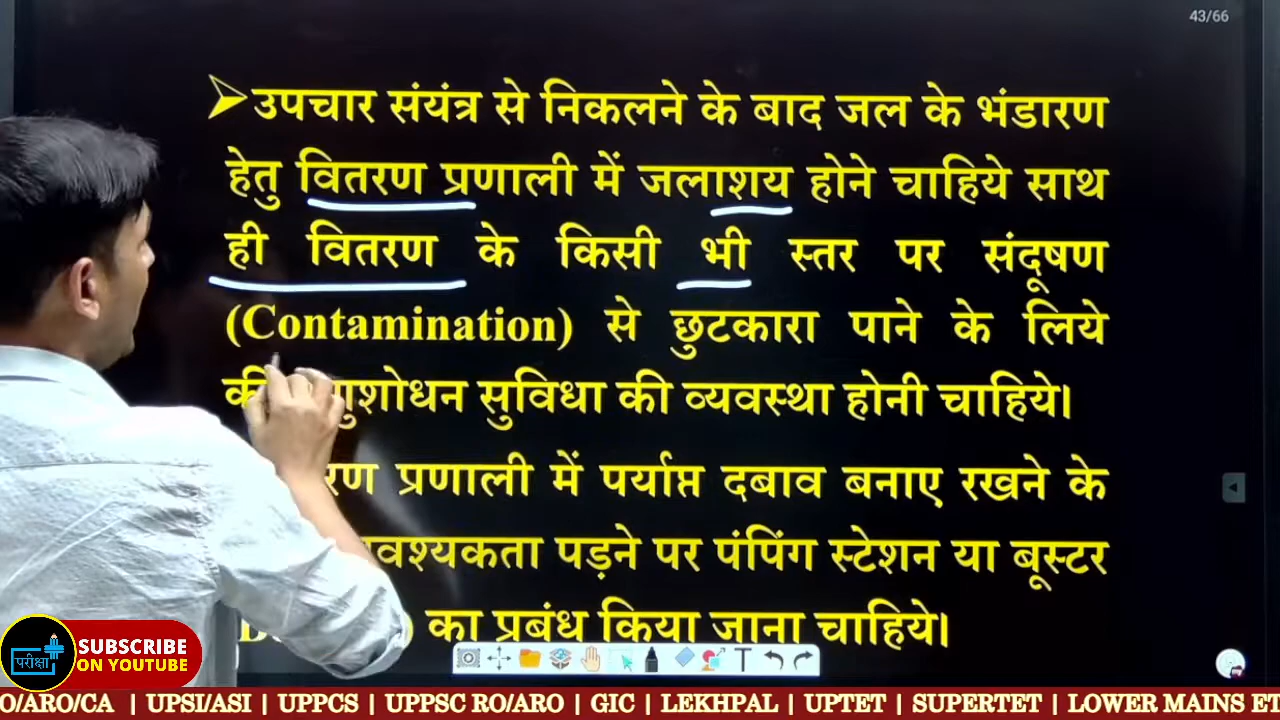 43/66
उपचार संयंत्र से निकलने के बाद जल के भंडारण
हेतु वितरण प्रणाली में जलाशय होने चाहिये साथ
ही वितरण के किसी भी स्तर पर संदूषण
(Contamination) से छुटकारा पाने के लिये
की शोधन सुविधा की व्यवस्था होनी चाहिये।
प्रणाली में पर्याप्त दबाव बनाए रखने के
पड़ने पर पंपिंग स्टेशन या बूस्टर
का प्रबंध किया जाना चाहिये।
परीक्षा
SUBSCRIBE
ON YOUTUBE
T
O/ARO/CA | UPSI/ASI | UPPCS | UPPSC RO/ARO | GIC | LEKHPAL | UPTET | SUPERTET | LOWER MAINS ET